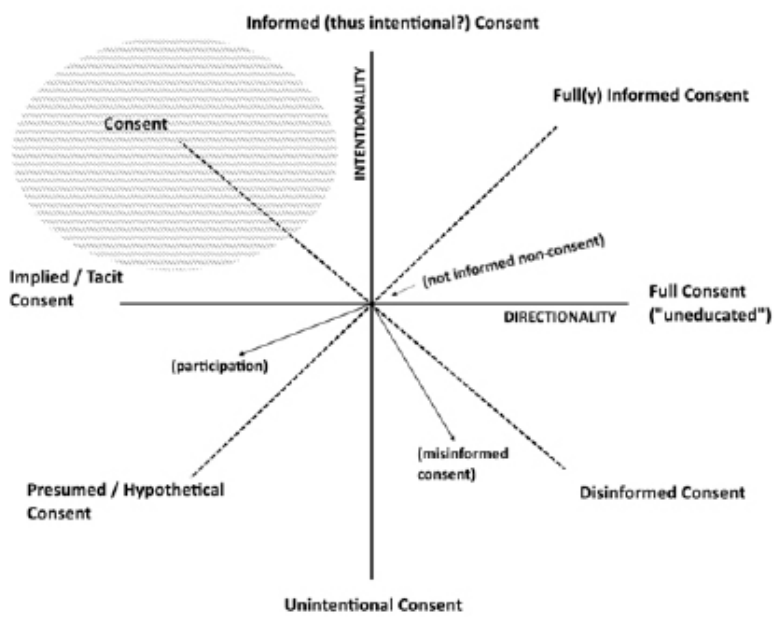 Informed (thus intentional?) Consent
INTENTIONALITY
Full(y) Informed Consent
Consent
(not informed non-consent)
Implied / Tacit
Consent
Full Consent
("uneducated")
DIRECTIONALITY
(participation)
(misinformed
consent)
Presumed / Hypothetical
Consent
Disinformed Consent
Unintentional Consent